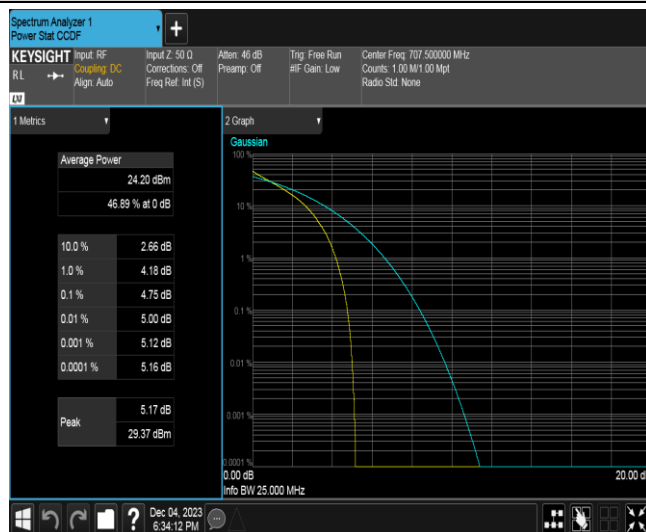 Spectrum Analyzer 1
Power Stat CCDF
KEYSIGHT
RL
LXI
Input: RF
Coupling: DC
Align: Auto
Input Z: 50 Ω
Corrections: Off
Freq Ref: Int (S)
Atten: 46 dB
Preamp: Off
Trig: Free Run
#IF Gain: Low
Center Freq: 707.500000 MHz
Counts: 1.00 M/1.00 Mpt
Radio Std: None
1 Metrics
Average Power
24.20 dBm
46.89 % at 0 dB
10.0 % 2.66 dB
1.0 % 4.18 dB
0.1 % 4.75 dB
0.01 % 5.00 dB
0.001 % 5.12 dB
0.0001 % 5.16 dB
Peak
5.17 dB
29.37 dBm
2 Graph
Gaussian
100 %
10 %
1 %
0.1 %
0.01 %
0.001 %
0.0001 %
0.00 dB
20.00 d
Info BW 25.000 MHz
Dec 04, 2023
6:34:12 PM